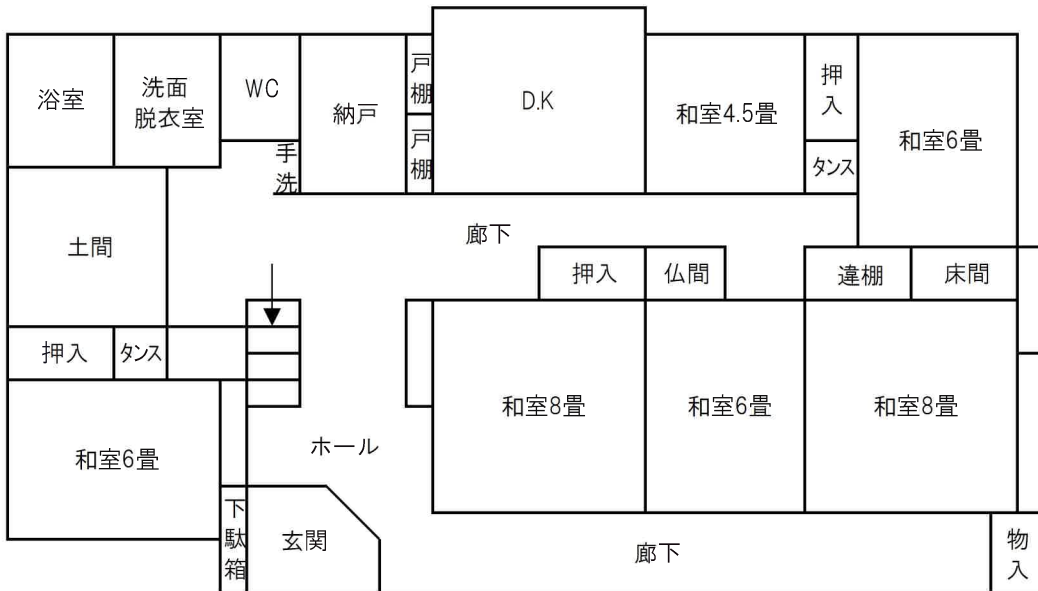 浴室
洗面
脱衣室
WC
手洗
納戸
戸棚
戸棚
D.K
和室4.5畳
押入
タンス
和室6畳
土間
廊下
押入
仏間
違棚
床間
押入
タンス
和室8畳
和室6畳
和室8畳
和室6畳
ホール
下駄箱
玄関
廊下
物入